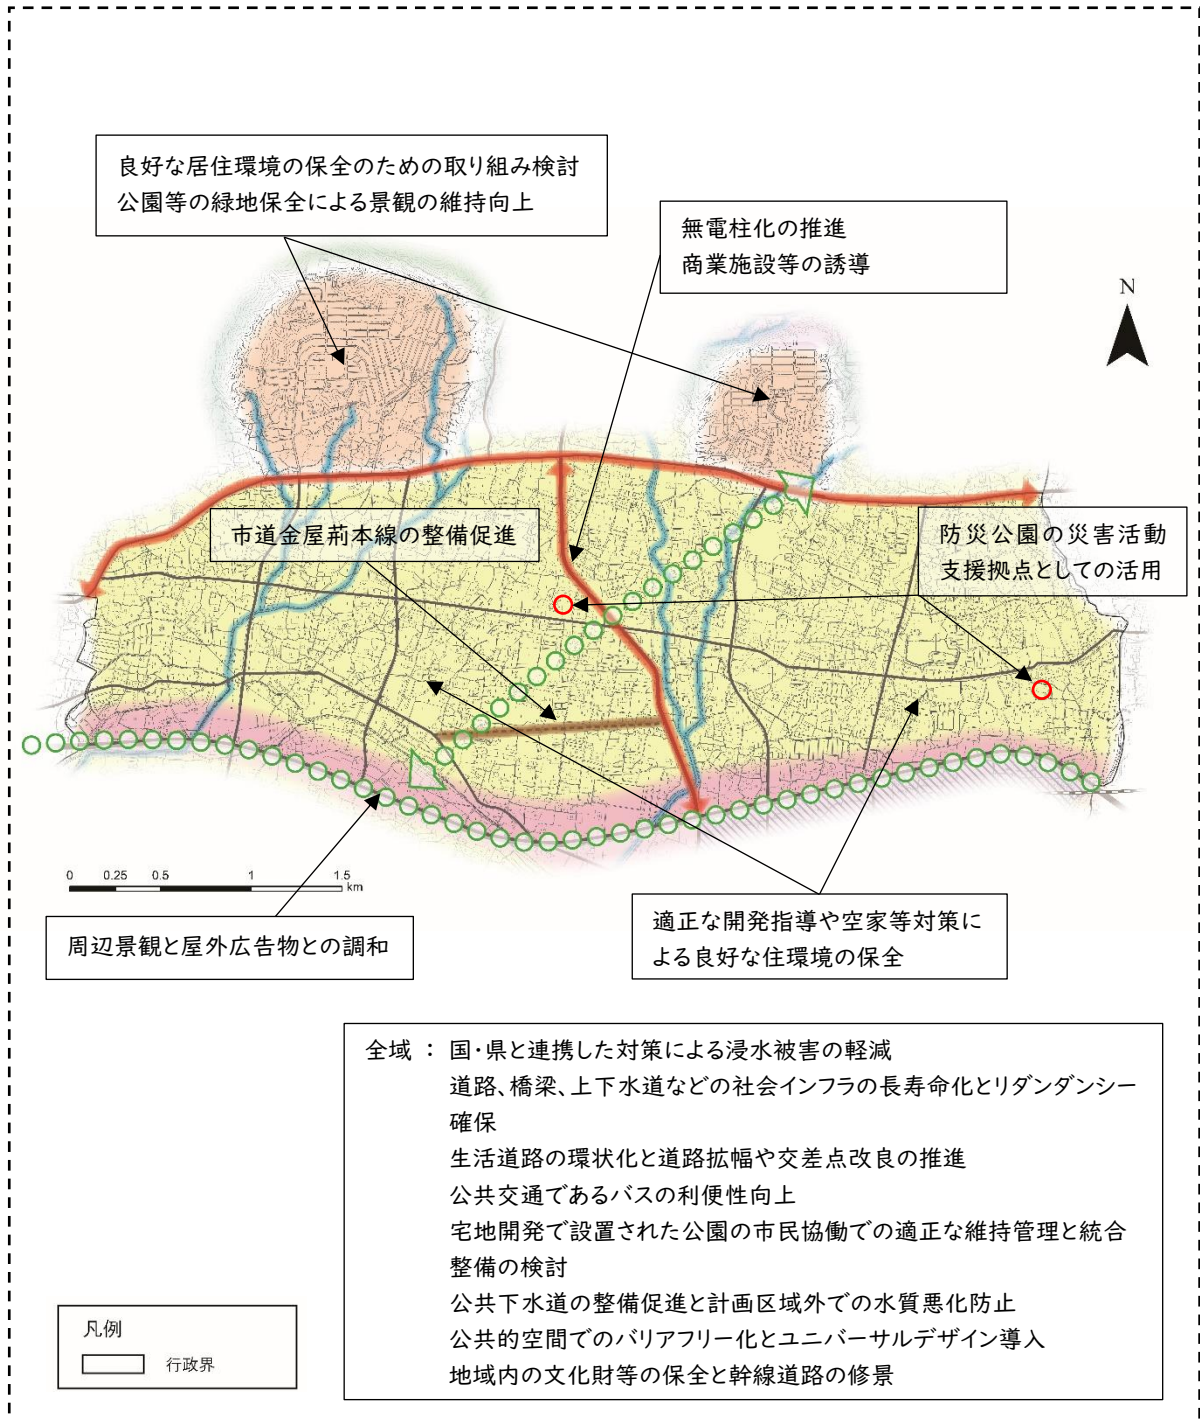 良好な居住環境の保全のための取り組み検討
公園等の緑地保全による景観の維持向上
無電柱化の推進
商業施設等の誘導
N
市道金屋荊本線の整備促進
防災公園の災害活動
支援拠点としての活用
0 0.25 0.5 1 1.5
km
周辺景観と屋外広告物との調和
適正な開発指導や空家等対策に
よる良好な住環境の保全
全域 : 国・県と連携した対策による浸水被害の軽減
道路、橋梁、上下水道などの社会インフラの長寿命化とリダンダンシー
確保
生活道路の環状化と道路拡幅や交差点改良の推進
公共交通であるバスの利便性向上
宅地開発で設置された公園の市民協働での適正な維持管理と統合
整備の検討
公共下水道の整備促進と計画区域外での水質悪化防止
公共的空間でのバリアフリー化とユニバーサルデザイン導入
地域内の文化財等の保全と幹線道路の修景
凡例
行政界